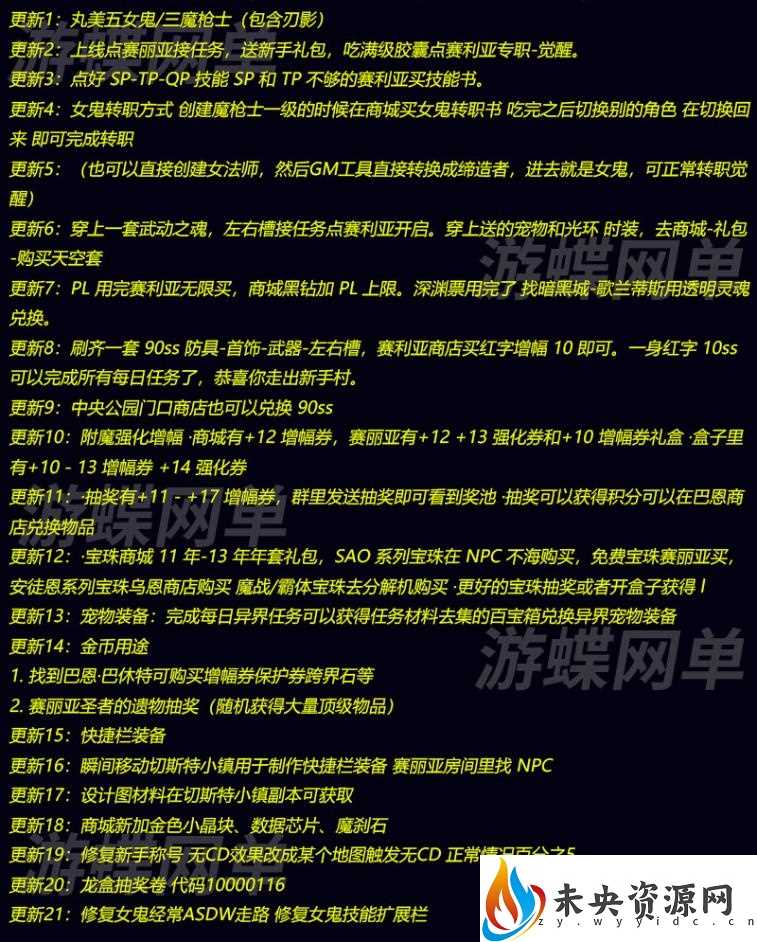 更新1：丸美五女鬼/三魔枪士（包含刃影）
更新2：上线点赛丽亚接任务，送新手礼包，吃满级胶囊点赛利亚专职-觉醒。
更新3：点好 SP-TP-QP 技能 SP 和 TP 不够的赛利亚买技能书。
更新4：女鬼转职方式 创建魔枪士一级的时候在商城买女鬼转职书 吃完之后切换别的角色 在切换回
来 即可完成转职
更新5：（也可以直接创建女法师，然后GM工具直接转换成缔造者，进去就是女鬼，可正常转职觉
醒）
更新6：穿上一套武动之魂，左右槽接任务点赛利亚开启。穿上送的宠物和光环 时装，去商城-礼包
-购买天空套
更新7：PL 用完赛利亚无限买，商城黑钻加 PL 上限。深渊票用完了 找暗黑城-歌兰蒂斯用透明灵魂
兑换。
更新8：刷齐一套 90ss 防具-首饰-武器-左右槽，赛利亚商店买红字增幅 10 即可。一身红字 10ss
可以完成所有每日任务了，恭喜你走出新手村。
更新9：中央公园门口商店也可以兑换 90ss
更新10：附魔强化增幅 ·商城有+12 增幅券，赛丽亚有+12 +13 强化券和+10 增幅券礼盒 ·盒子里
有+10 - 13 增幅券 +14 强化券
更新11：·抽奖有+11 - +17 增幅券，群里发送抽奖即可看到奖池 ·抽奖可以获得积分可以在巴恩商
店兑换物品
更新12：·宝珠商城 11 年-13 年年套礼包，SAO 系列宝珠在 NPC 不海购买，免费宝珠赛丽亚买，
安徒恩系列宝珠乌恩商店购买 魔战/霸体宝珠去分解机购买 ·更好的宝珠抽奖或者开盒子获得 l
更新13：宠物装备：完成每日异界任务可以获得任务材料去集的百宝箱兑换异界宠物装备
更新14：金币用途
1. 找到巴恩·巴休特可购买增幅券保护券跨界石等
2. 赛丽亚圣者的遗物抽奖（随机获得大量顶级物品）
更新15：快捷栏装备
更新16：瞬间移动切斯特小镇用于制作快捷栏装备 赛丽亚房间里找 NPC
更新17：设计图材料在切斯特小镇副本可获取
更新18：商城新加金色小晶块、数据芯片、魔刹石
更新19：修复新手称号 无CD效果改成某个地图触发无CD 正常情况百分之5
更新20：龙盒抽奖卷 代码10000116
更新21：修复女鬼经常ASDW走路 修复女鬼技能扩展栏
游蝶网单
游蝶网单
游蝶网单
游蝶网单
游蝶网单
未央资源网
zy.wyyidc.cn